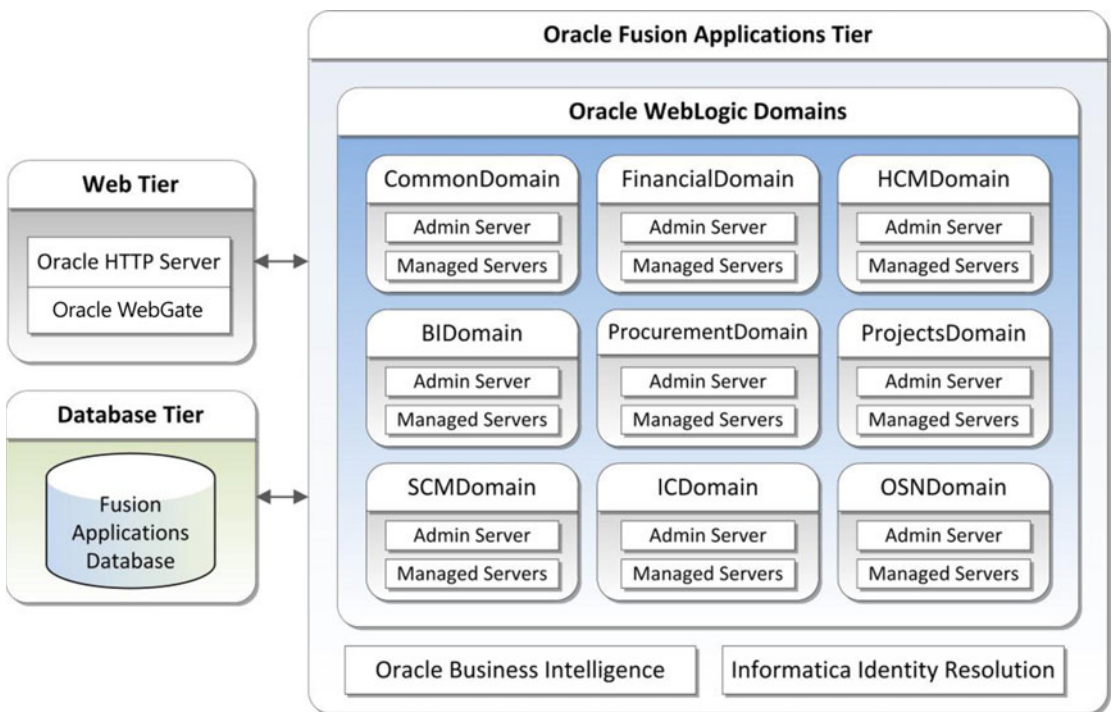 Oracle Fusion Applications Tier
Oracle WebLogic Domains
Web Tier
Oracle HTTP Server
Oracle WebGate
Database Tier
Fusion
Applications
Database
CommonDomain
Admin Server
Managed Servers
FinancialDomain
Admin Server
Managed Servers
HCMDomain
Admin Server
Managed Servers
BIDomain
Admin Server
Managed Servers
ProcurementDomain
Admin Server
Managed Servers
ProjectsDomain
Admin Server
Managed Servers
SCMDomain
Admin Server
Managed Servers
ICDomain
Admin Server
Managed Servers
OSNDomain
Admin Server
Managed Servers
Oracle Business Intelligence
Informatica Identity Resolution